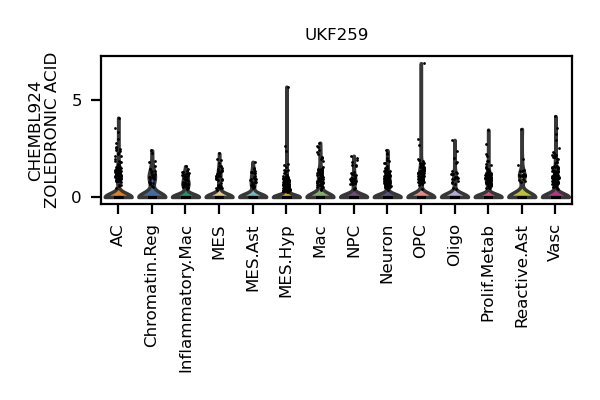 UKF259
CHEMBL924
ZOLEDRONIC ACID
5
0
AC
Chromatin.Reg
Inflammatory.Mac
MES
MES.Ast
MES.Hyp
Mac
NPC
Neuron
OPC
Oligo
Prolif.Metab
Reactive.Ast
Vasc